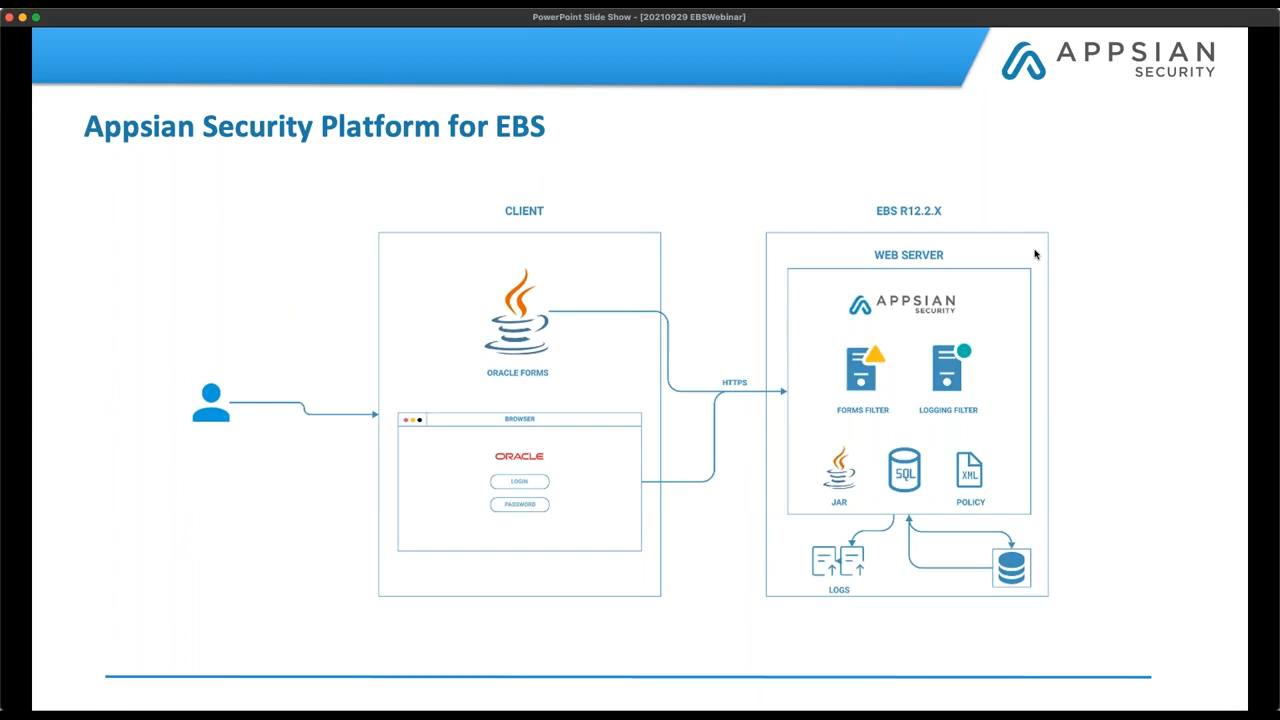 PowerPoint Slide Show - [20210929 EBSWebinar]
APPSIAN
SECURITY
Appsian Security Platform for EBS
CLIENT
EBS R12.2.X
WEB SERVER
APPSIAN
SECURITY
ORACLE FORMS
HTTPS
FORMS FILTER
LOGGING FILTER
BROWSER
ORACLE
LOGIN
PASSWORD
SQL
XML
JAR
POLICY
LOGS